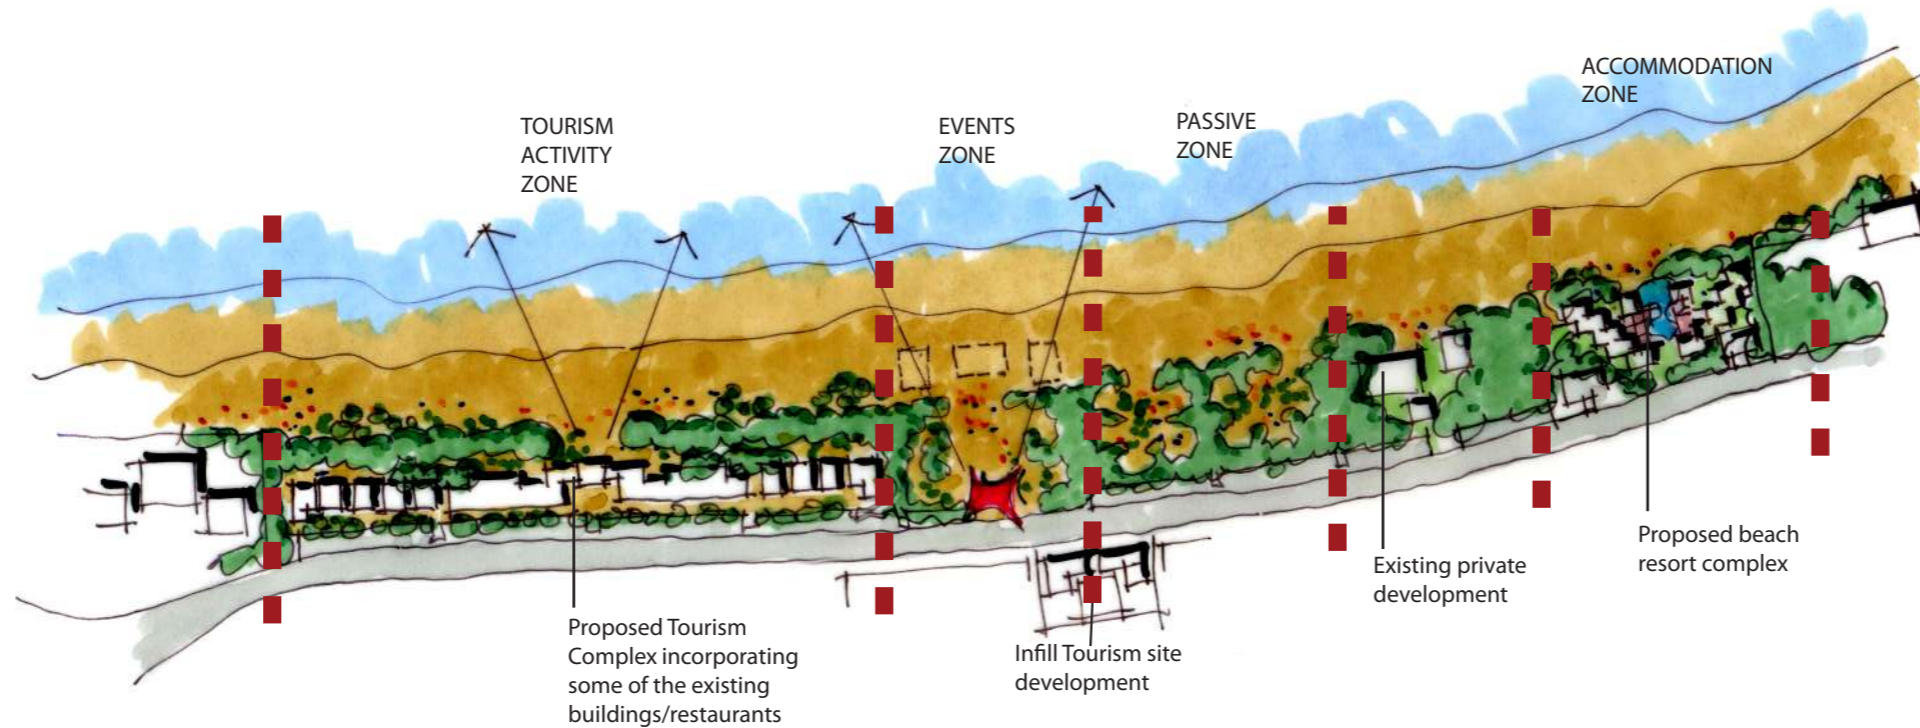 TOURISM
ACTIVITY
ZONE
EVENTS
ZONE
PASSIVE
ZONE
ACCOMMODATION
ZONE
Proposed Tourism
Complex incorporating
some of the existing
buildings/restaurants
Infill Tourism site
development
Existing private
development
Proposed beach
resort complex